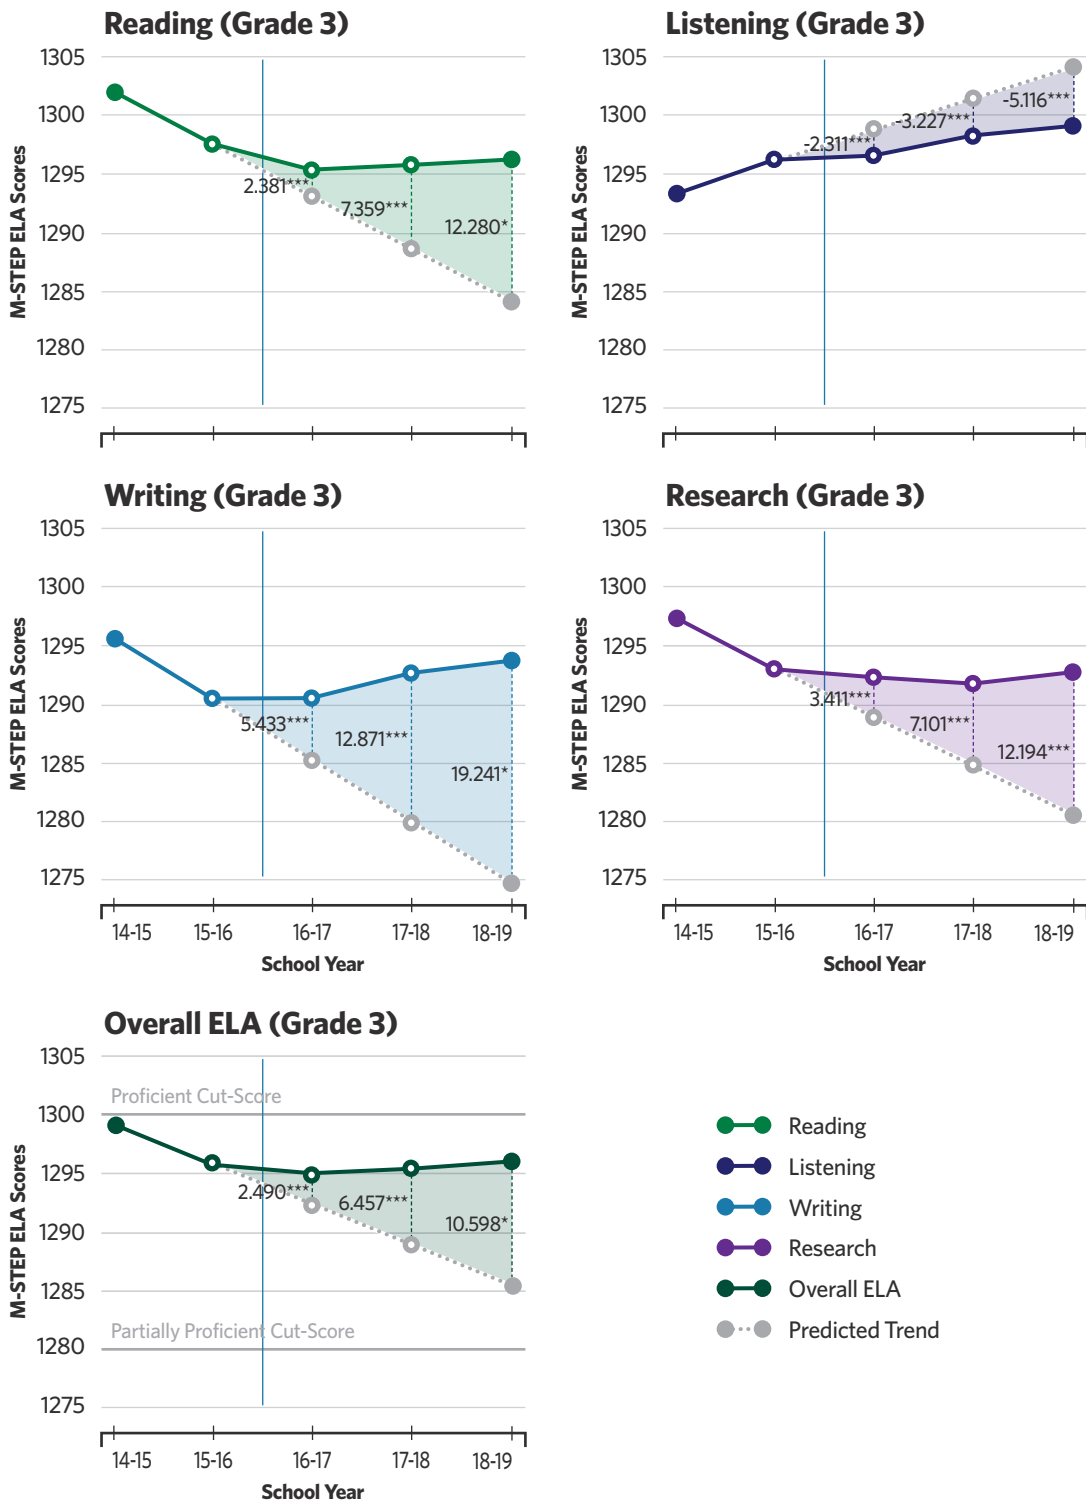 Reading (Grade 3)
M-STEP ELA Scores
1305
1300
1295
1290
1285
1280
1275
2.381***
7.359***
12.280*
Listening (Grade 3)
M-STEP ELA Scores
1305
1300
1295
1290
1285
1280
1275
-2.311***
-3.227***
-5.116***
Writing (Grade 3)
M-STEP ELA Scores
1305
1300
1295
1290
1285
1280
1275
5.433***
12.871***
19.241*
14-15 15-16 16-17 17-18 18-19
School Year
Research (Grade 3)
M-STEP ELA Scores
1305
1300
1295
1290
1285
1280
1275
3.411***
7.101***
12.194***
14-15 15-16 16-17 17-18 18-19
School Year
Overall ELA (Grade 3)
M-STEP ELA Scores
1305
1300
1295
1290
1285
1280
1275
Proficient Cut-Score
2.490***
6.457***
10.598*
Partially Proficient Cut-Score
14-15 15-16 16-17 17-18 18-19
School Year
Reading
Listening
Writing
Research
Overall ELA
Predicted Trend